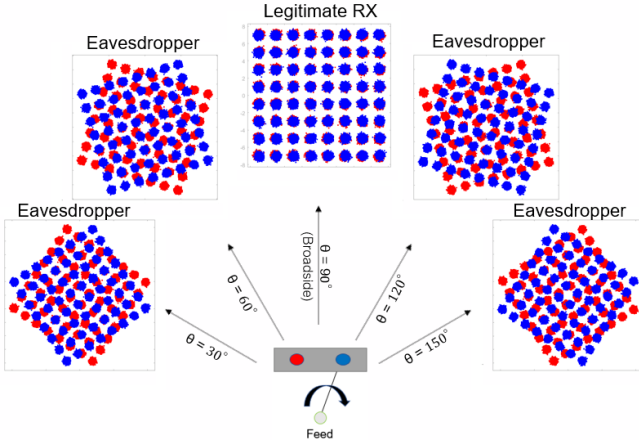 Legitimate RX
Eavesdropper
Eavesdropper
Eavesdropper
Eavesdropper
θ = 30°
θ = 60°
θ = 90°
(Broadside)
θ = 120°
θ = 150°
Feed